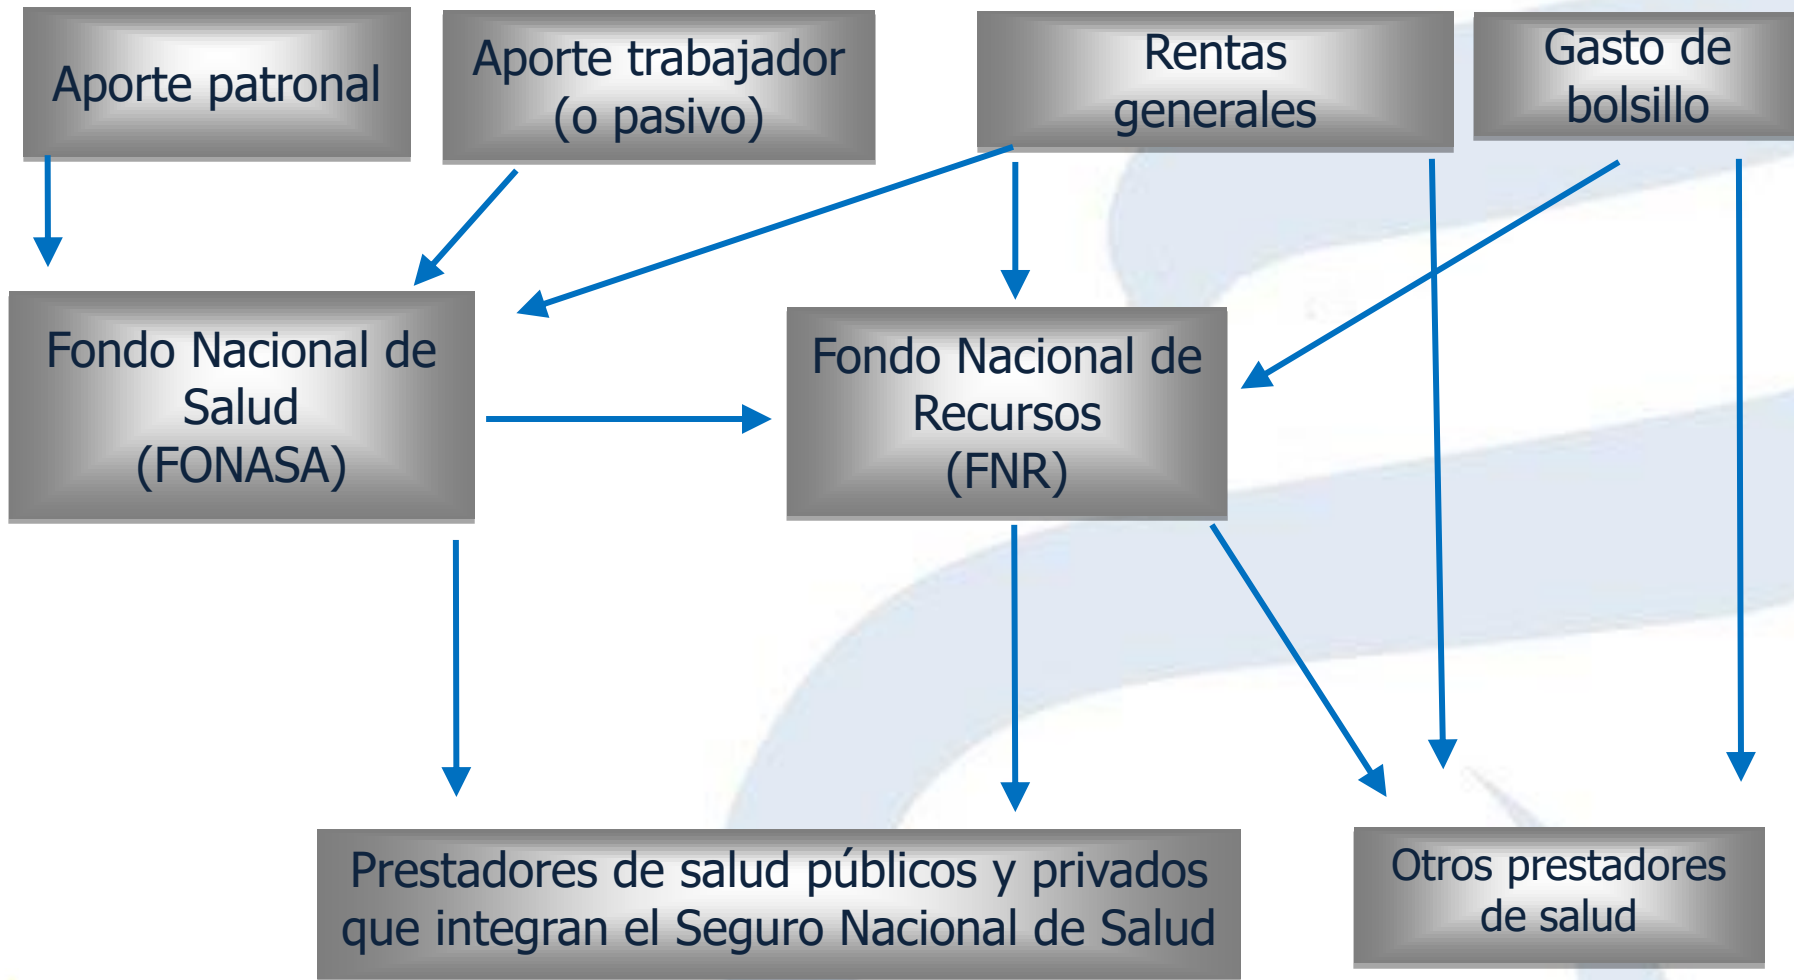 Aporte patronal
Aporte trabajador
(o pasivo)
Rentas
generales
Gasto de
bolsillo
Fondo Nacional de
Salud
(FONASA)
Fondo Nacional de
Recursos
(FNR)
Prestadores de salud públicos y privados
que integran el Seguro Nacional de Salud
Otros prestadores
de salud